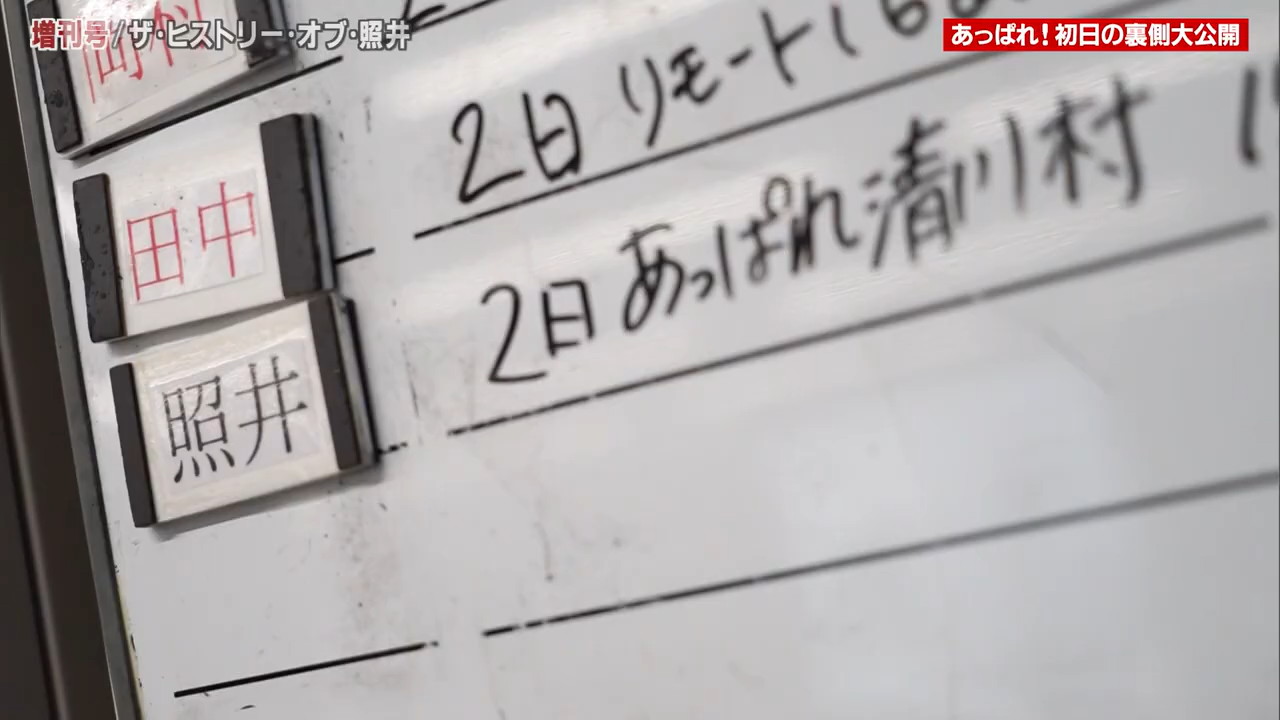 増刊号/ザ・ヒストリー・オブ・照井
あっぱれ!初日の裏側大公開
2日 リモート
田中
2日 あっぱれ清川村
照井